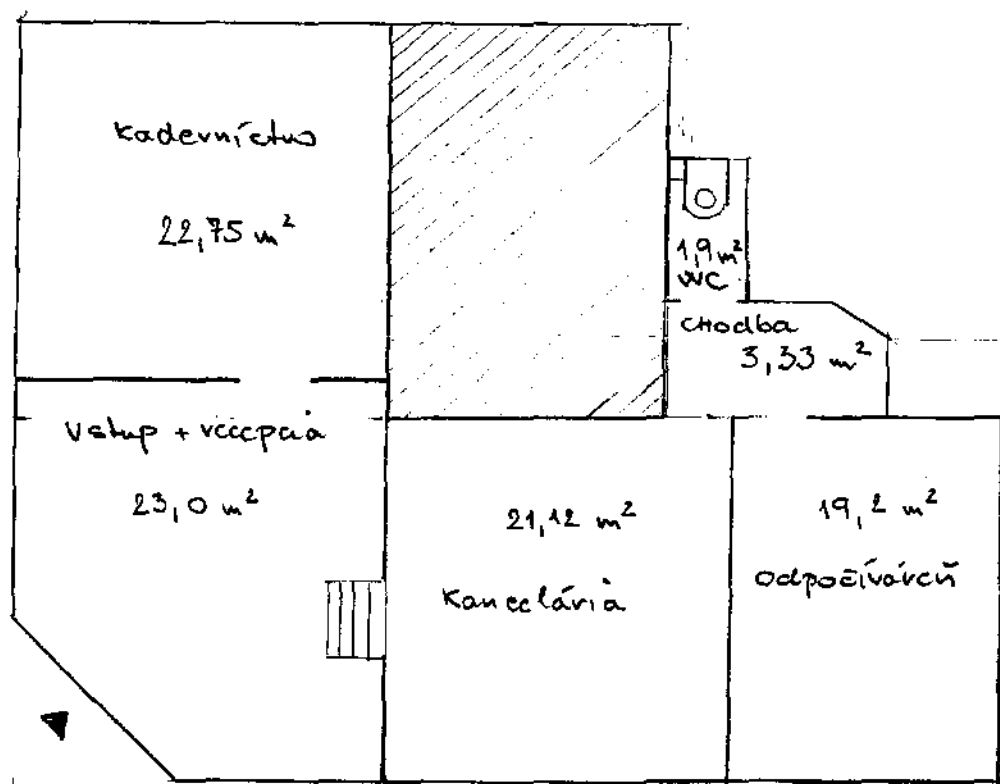 Kaderníctvo
22,75 m²
1,9 m²
WC
CHodba
3,33 m²
Vstup + recepcia
23,0 m²
21,12 m²
Kancelária
19,2 m²
Odpočíváreň